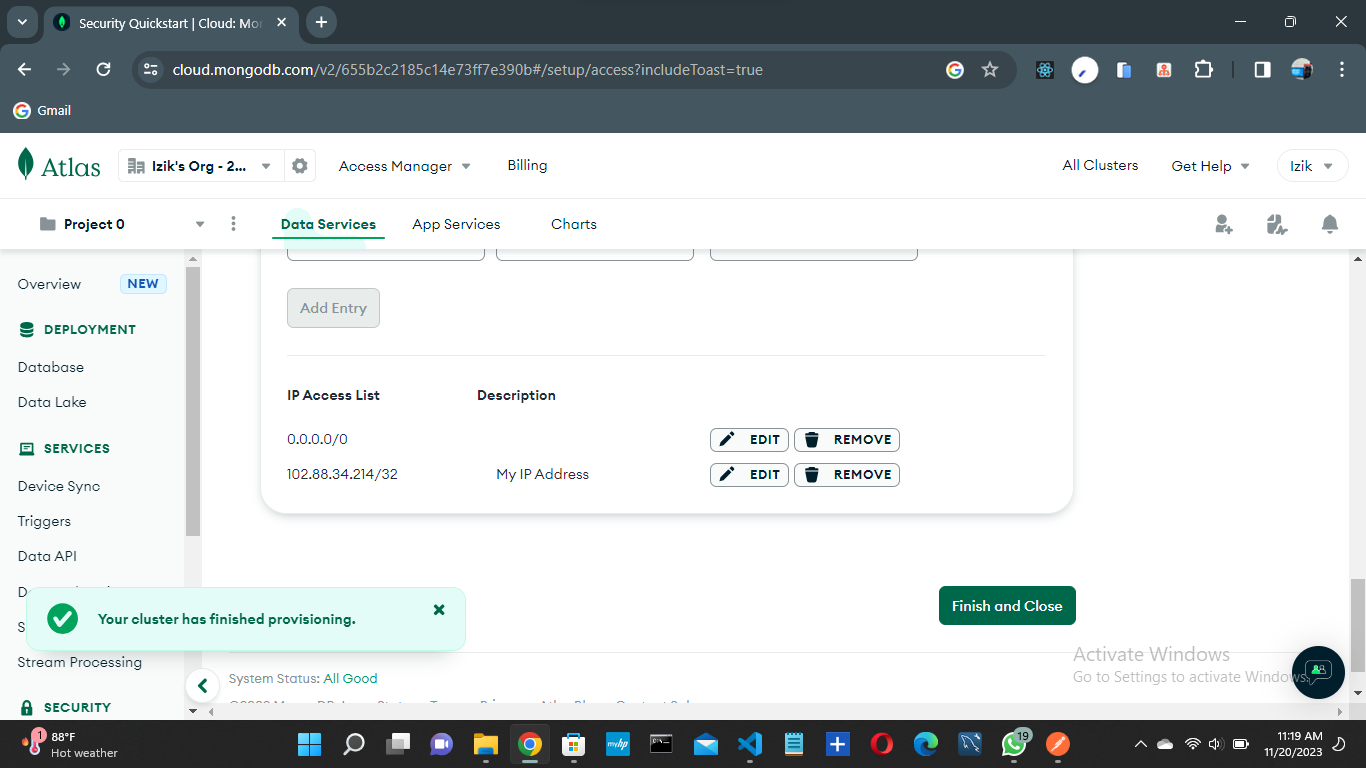 Security Quickstart | Cloud: Mo
cloud.mongodb.com/v2/655b2c2185c14e73ff7e390b#/setup/access?includeToast=true
Gmail
Atlas
Izik's Org - 2...
Access Manager
Billing
All Clusters
Get Help
Izik
Project 0
Data Services
App Services
Charts
Overview
NEW
DEPLOYMENT
Database
Data Lake
SERVICES
Device Sync
Triggers
Data API
Stream Processing
SECURITY
Add Entry
IP Access List Description
0.0.0.0/0 EDIT REMOVE
102.88.34.214/32 My IP Address EDIT REMOVE
Your cluster has finished provisioning.
Finish and Close
System Status: All Good
Activate Windows
Go to Settings to activate Windows.
1
88°F
Hot weather
myhp
19
11:19 AM
11/20/2023